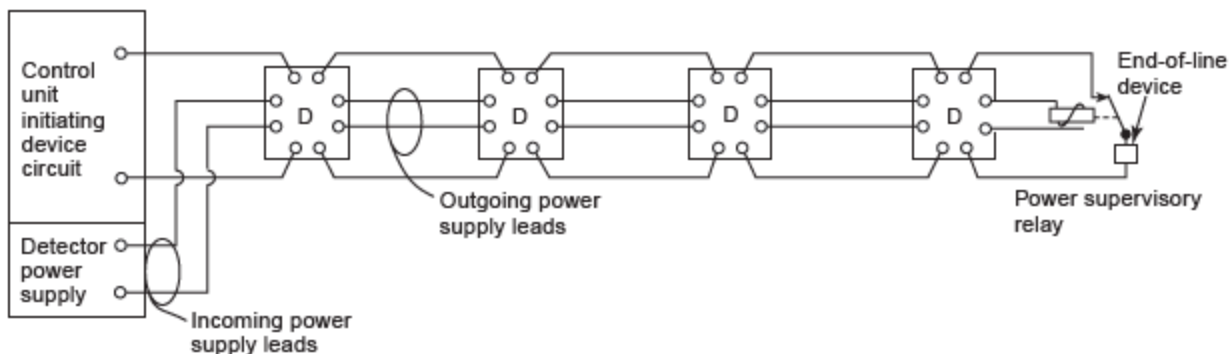 Control
unit
initiating
device
circuit
Detector
power
supply
Incoming power
supply leads
D
Outgoing power
supply leads
D
D
D
End-of-line
device
Power supervisory
relay